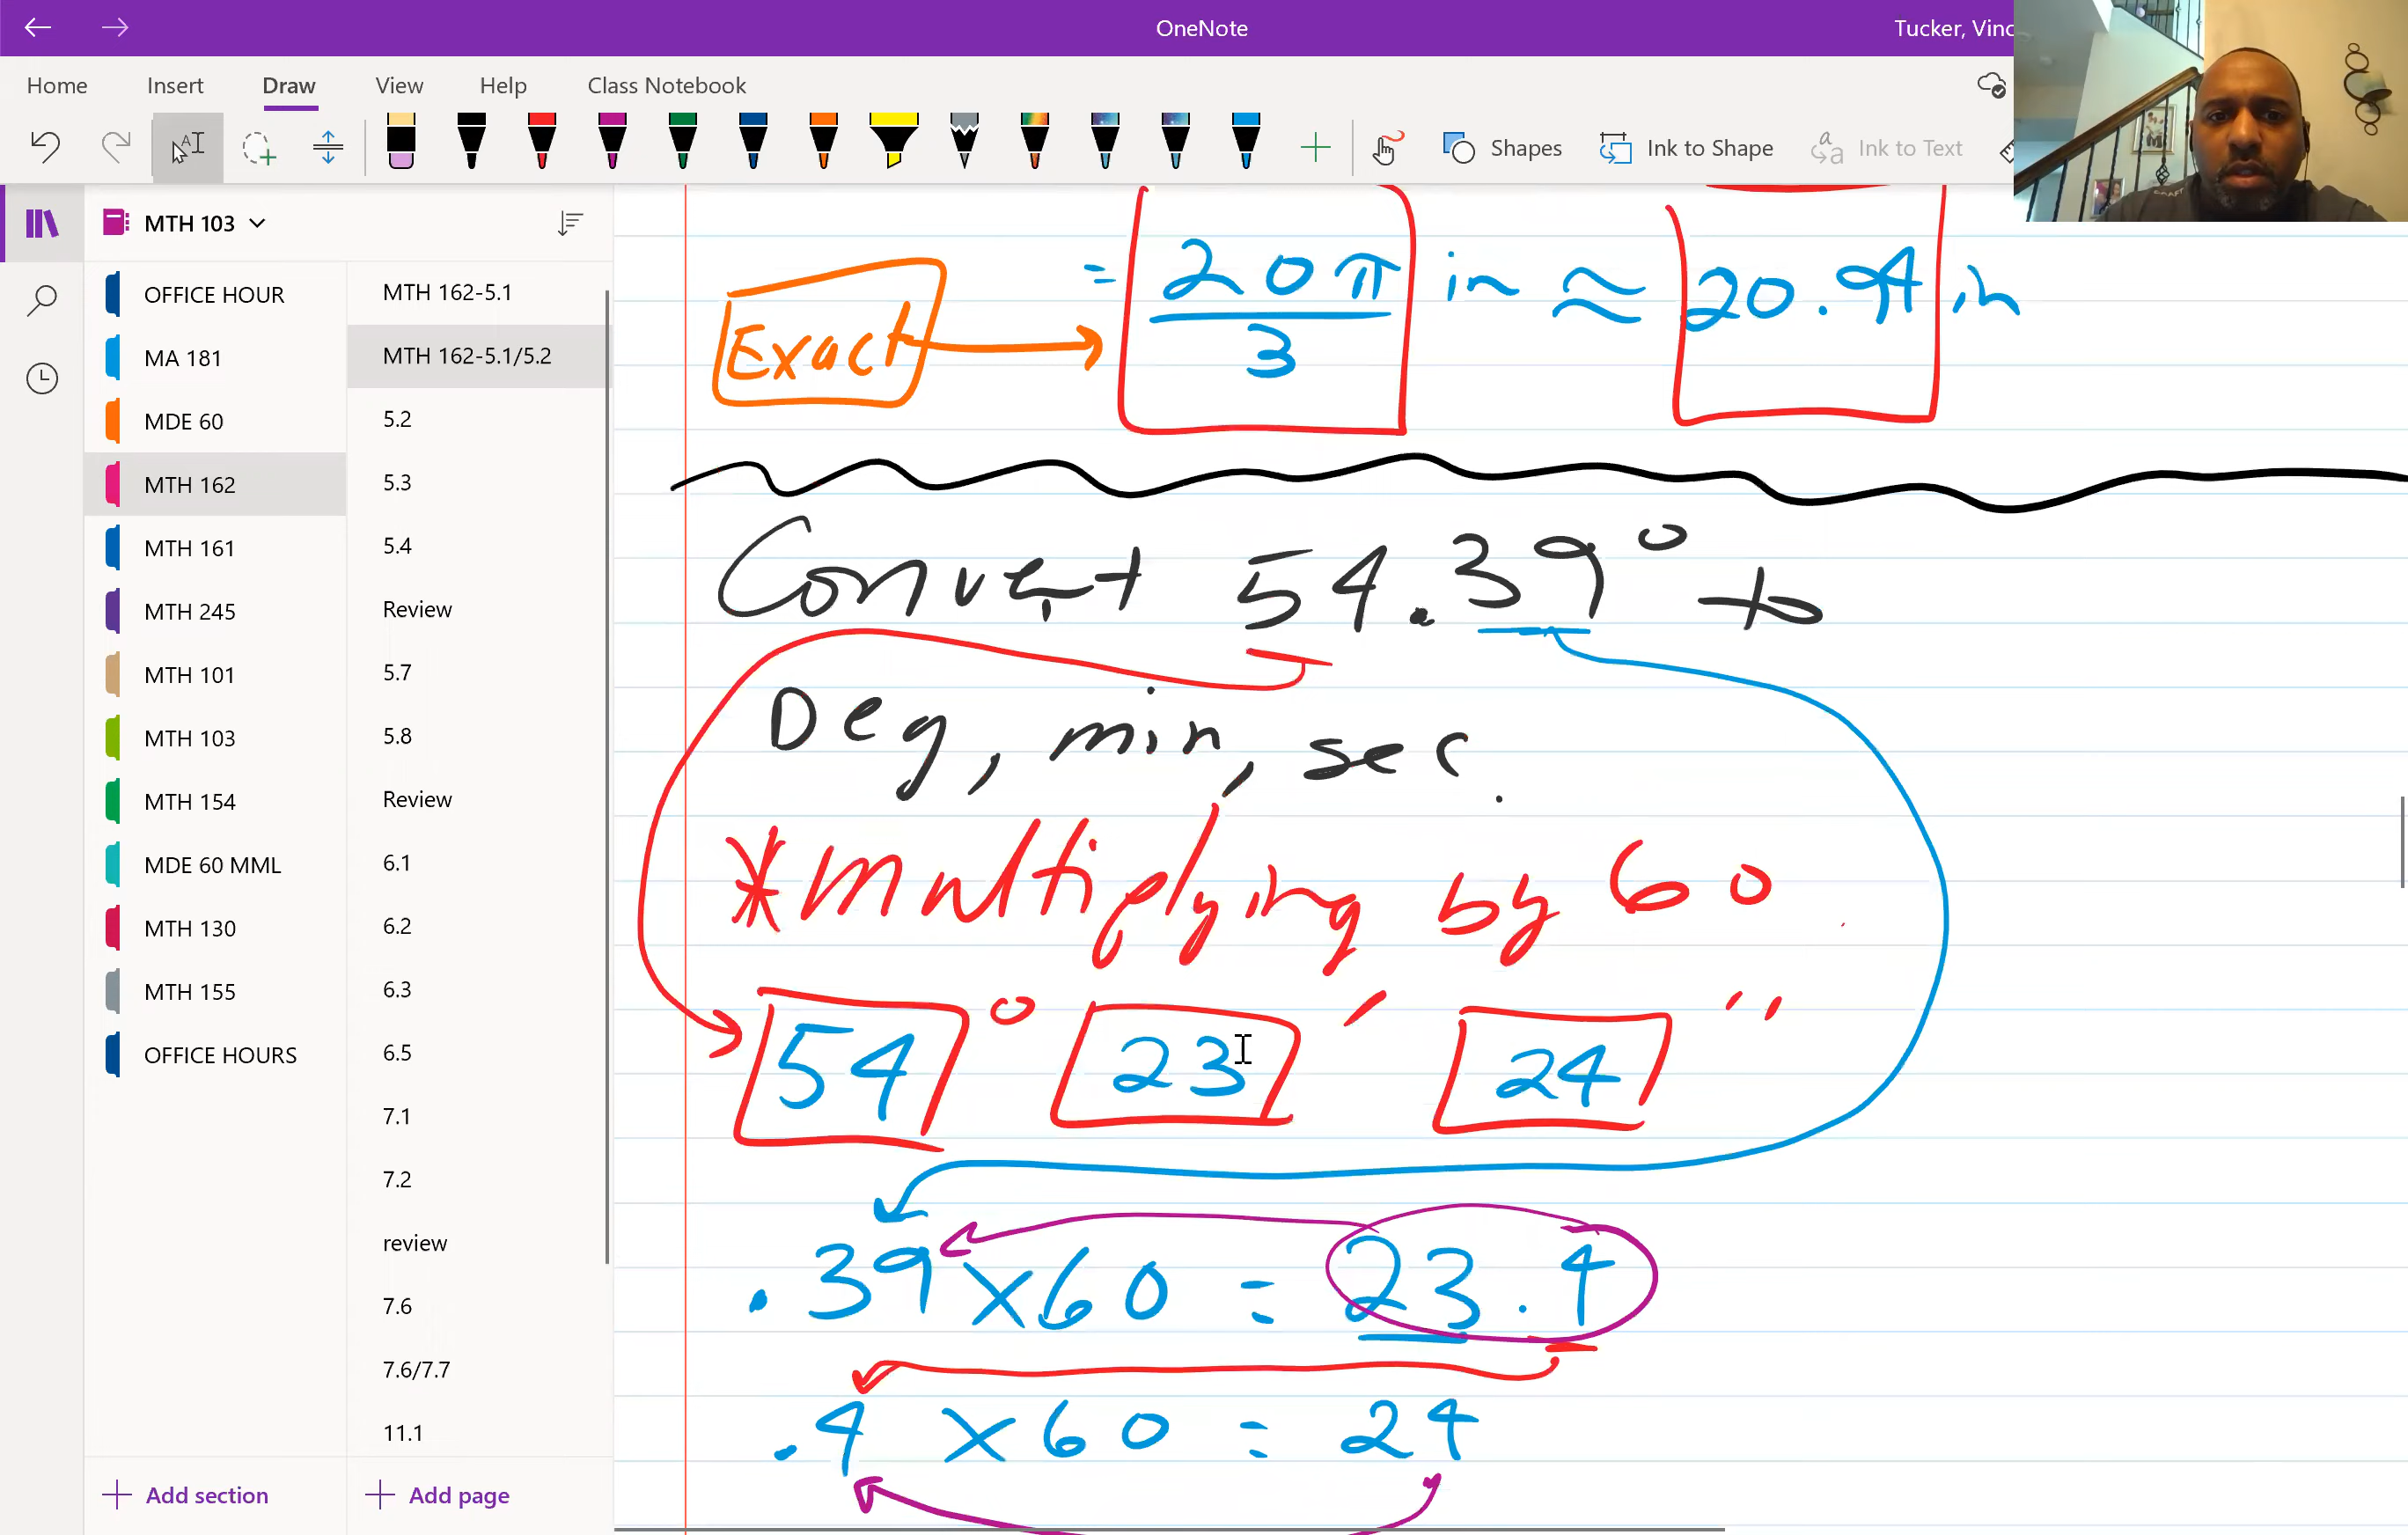 OneNote
Tucker, Vinc
Home Insert Draw View Help Class Notebook
Shapes Ink to Shape Ink to Text
MTH 103
OFFICE HOUR
MA 181
MDE 60
MTH 162
MTH 161
MTH 245
MTH 101
MTH 103
MTH 154
MDE 60 MML
MTH 130
MTH 155
OFFICE HOURS
Add section
MTH 162-5.1
MTH 162-5.1/5.2
5.2
5.3
5.4
Review
5.7
5.8
Review
6.1
6.2
6.3
6.5
7.1
7.2
review
7.6
7.6/7.7
11.1
Add page
Exact = 20π/3 in ≈ 20.94 in
Convert 54.39° to
Deg, min, sec.
*Multiplying by 60
54° 23' 24''
.39 x 60 = 23.4
.4 x 60 = 24